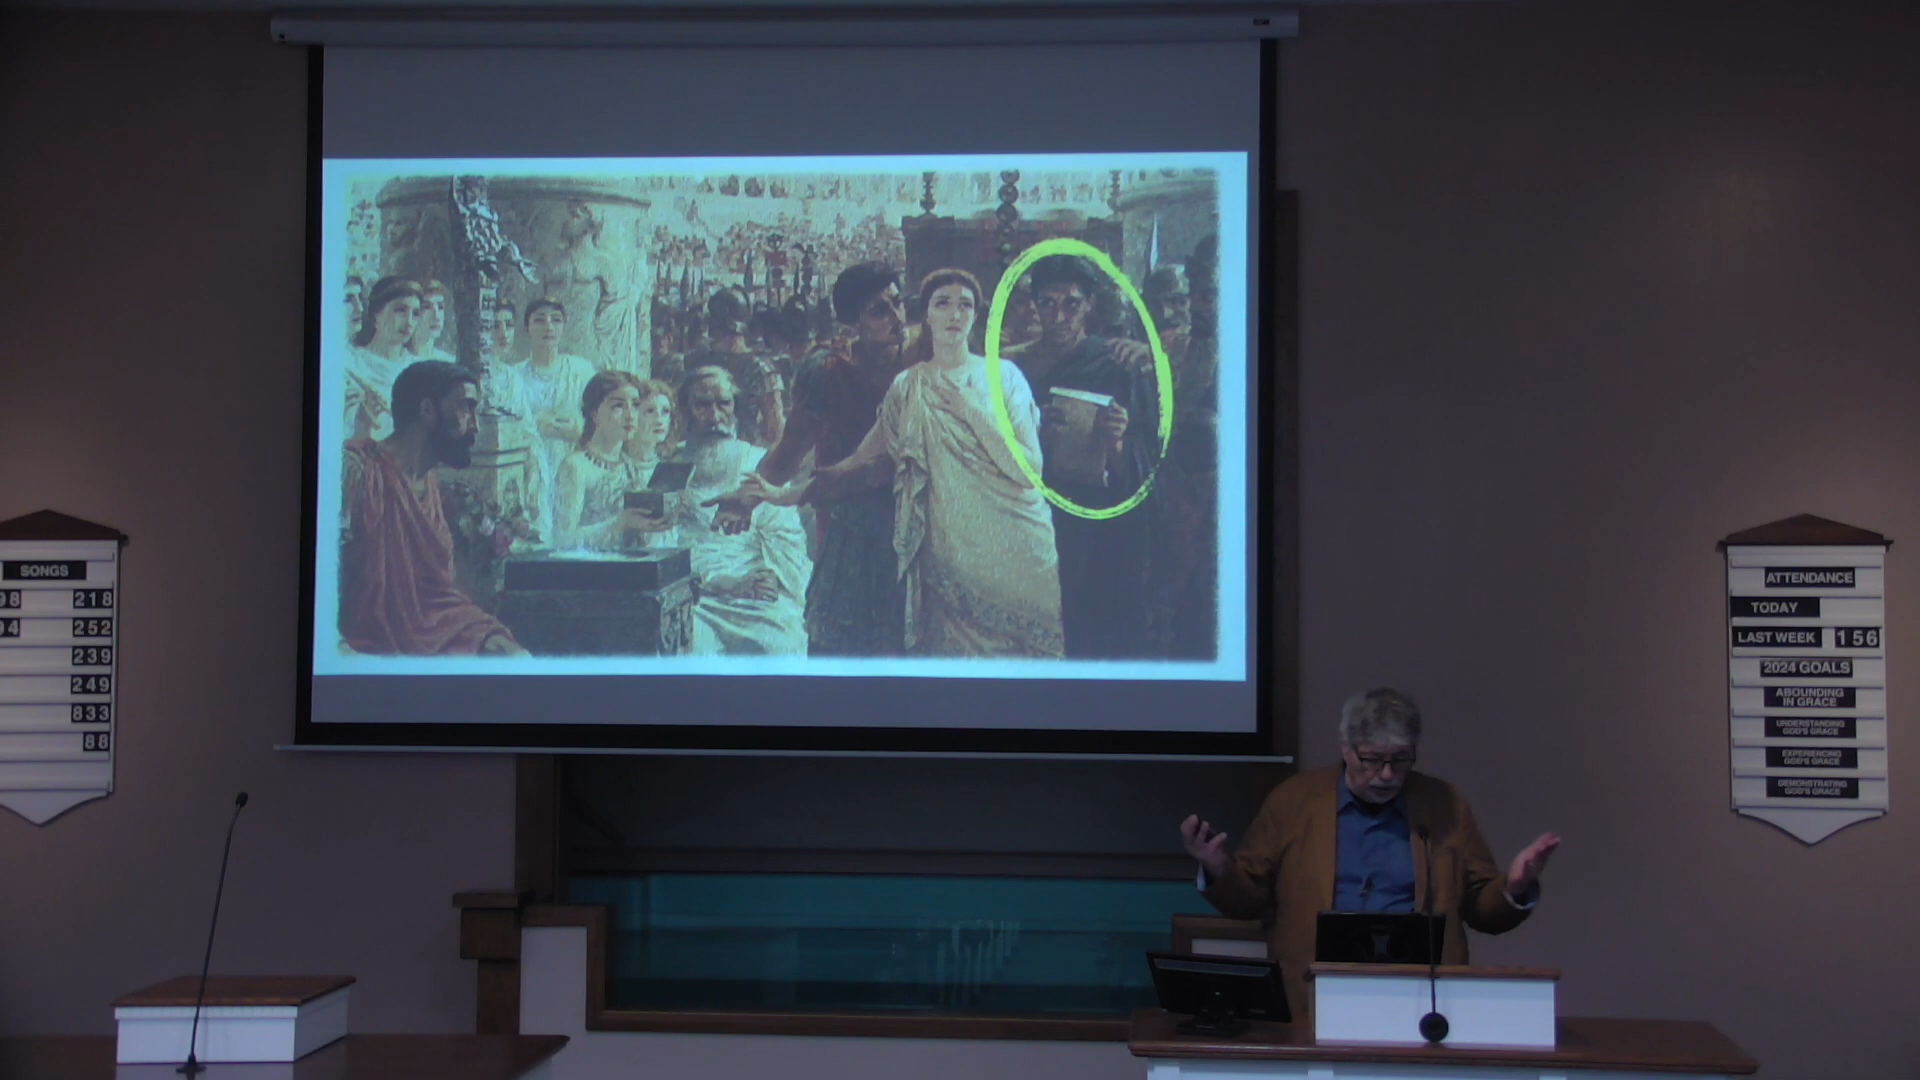 SONGS
98 218
94 252
239
249
833
88
ATTENDANCE
TODAY
LAST WEEK 156
2024 GOALS
ABOUNDING
IN GRACE
UNDERSTANDING
GOD'S GRACE
EXPERIENCING
GOD'S GRACE
DEMONSTRATING
GOD'S GRACE